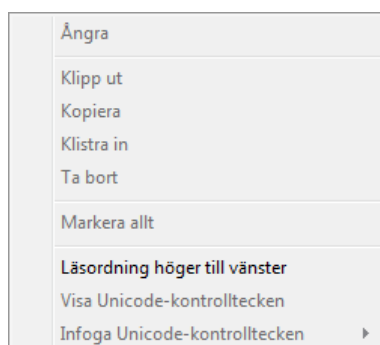 Ångra
Klipp ut
Kopiera
Klistra in
Ta bort
Markera allt
Läsordning höger till vänster
Visa Unicode-kontrolltecken
Infoga Unicode-kontrolltecken